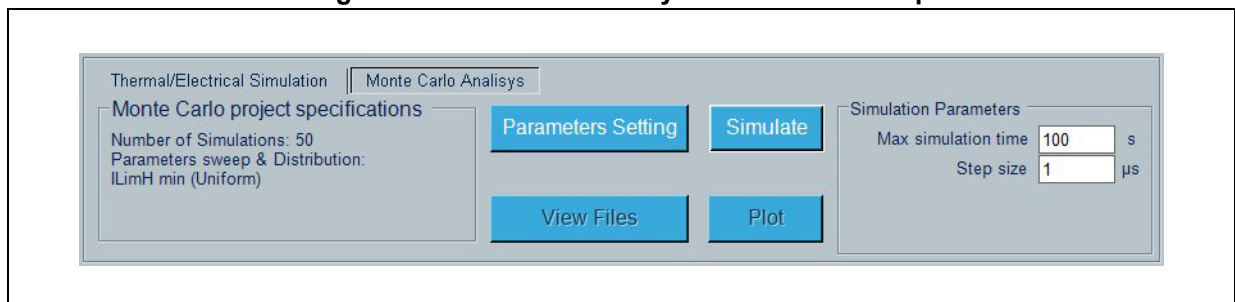 Thermal/Electrical Simulation Monte Carlo Analisys
Monte Carlo project specifications
Number of Simulations: 50
Parameters sweep & Distribution:
ILimH min (Uniform)
Parameters Setting Simulate
View Files Plot
Simulation Parameters
Max simulation time 100 s
Step size 1 µs